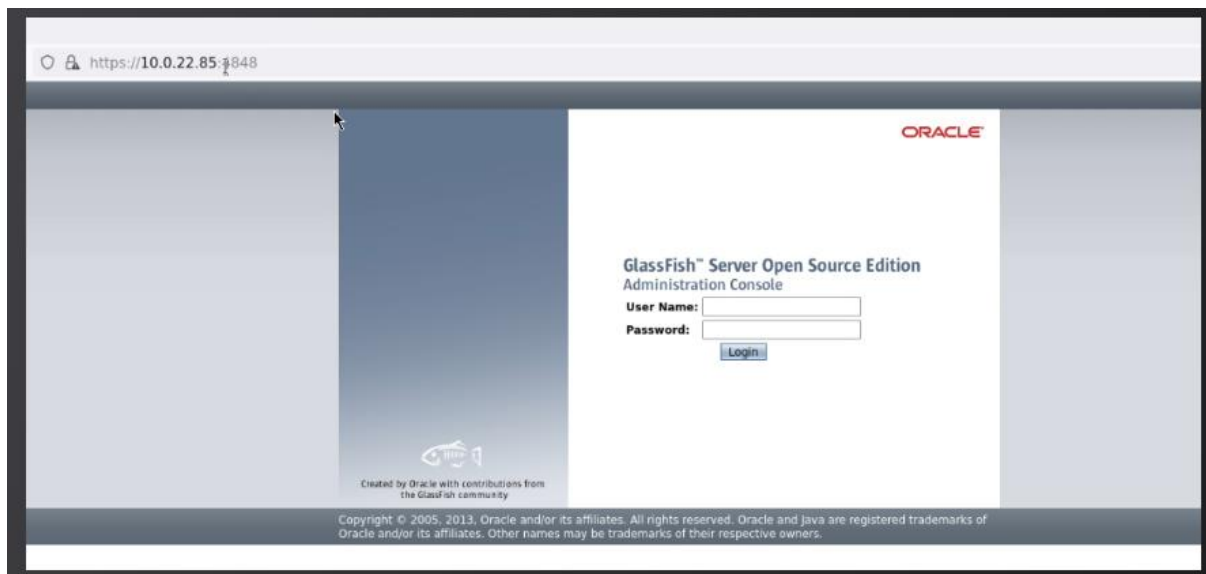 https://10.0.22.85:4848
ORACLE
GlassFish™ Server Open Source Edition
Administration Console
User Name:
Password:
Login
Created by Oracle with contributions from
the GlassFish community
Copyright © 2005, 2013, Oracle and/or its affiliates. All rights reserved. Oracle and Java are registered trademarks of
Oracle and/or its affiliates. Other names may be trademarks of their respective owners.